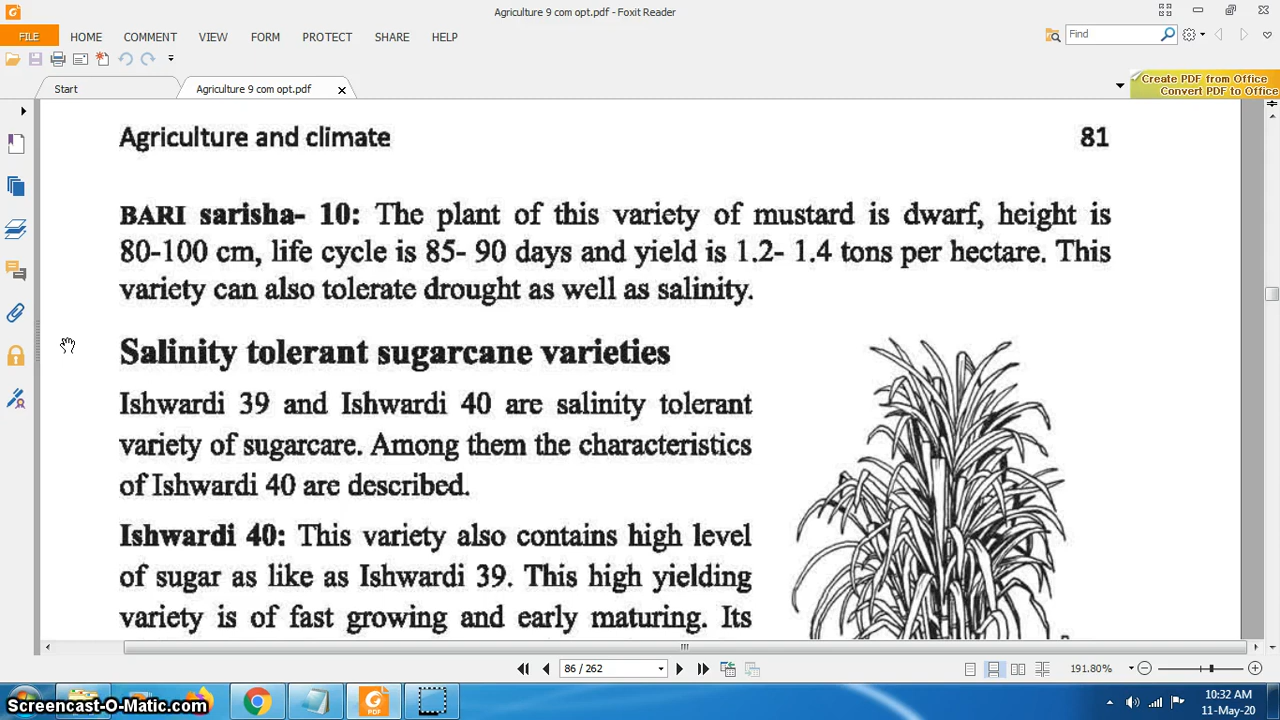 Agriculture 9 com opt.pdf - Foxit Reader
FILE HOME COMMENT VIEW FORM PROTECT SHARE HELP
Find
Start
Agriculture 9 com opt.pdf
Create PDF from Office
Convert PDF to Office
Agriculture and climate 81
BARI sarisha- 10: The plant of this variety of mustard is dwarf, height is
80-100 cm, life cycle is 85- 90 days and yield is 1.2- 1.4 tons per hectare. This
variety can also tolerate drought as well as salinity.
Salinity tolerant sugarcane varieties
Ishwardi 39 and Ishwardi 40 are salinity tolerant
variety of sugarcare. Among them the characteristics
of Ishwardi 40 are described.
Ishwardi 40: This variety also contains high level
of sugar as like as Ishwardi 39. This high yielding
variety is of fast growing and early maturing. Its
86 / 262
191.80%
PDF
Screencast-O-Matic.com
10:32 AM
11-May-20